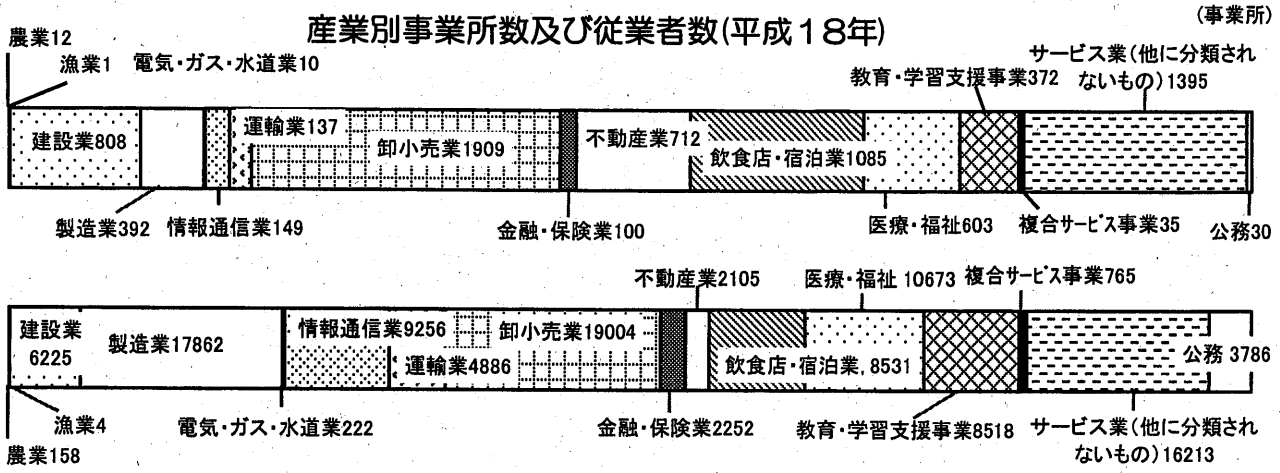 産業別事業所数及び従業者数(平成18年)
(事業所)
農業12
漁業1
電気・ガス・水道業10
教育・学習支援事業372
サービス業(他に分類され
ないもの)1395
建設業808
運輸業137
卸小売業1909
不動産業712
飲食店・宿泊業1085
製造業392
情報通信業149
金融・保険業100
医療・福祉603
複合サービス事業35
公務30
不動産業2105
医療・福祉 10673
複合サービス事業765
建設業
6225
製造業17862
情報通信業9256
運輸業4886
卸小売業19004
飲食店・宿泊業, 8531
公務 3786
漁業4
農業158
電気・ガス・水道業222
金融・保険業2252
教育・学習支援事業8518
サービス業(他に分類され
ないもの)16213